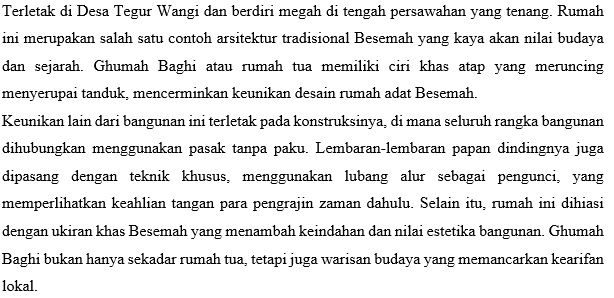 Terletak di Desa Tegur Wangi dan berdiri megah di tengah persawahan yang tenang. Rumah
ini merupakan salah satu contoh arsitektur tradisional Besemah yang kaya akan nilai budaya
dan sejarah. Ghumah Baghi atau rumah tua memiliki ciri khas atap yang meruncing
menyerupai tanduk, mencerminkan keunikan desain rumah adat Besemah.
Keunikan lain dari bangunan ini terletak pada konstruksinya, di mana seluruh rangka bangunan
dihubungkan menggunakan pasak tanpa paku. Lembaran-lembaran papan dindingnya juga
dipasang dengan teknik khusus, menggunakan lubang alur sebagai pengunci, yang
memperlihatkan keahlian tangan para pengrajin zaman dahulu. Selain itu, rumah ini dihiasi
dengan ukiran khas Besemah yang menambah keindahan dan nilai estetika bangunan. Ghumah
Baghi bukan hanya sekadar rumah tua, tetapi juga warisan budaya yang memancarkan kearifan
lokal.